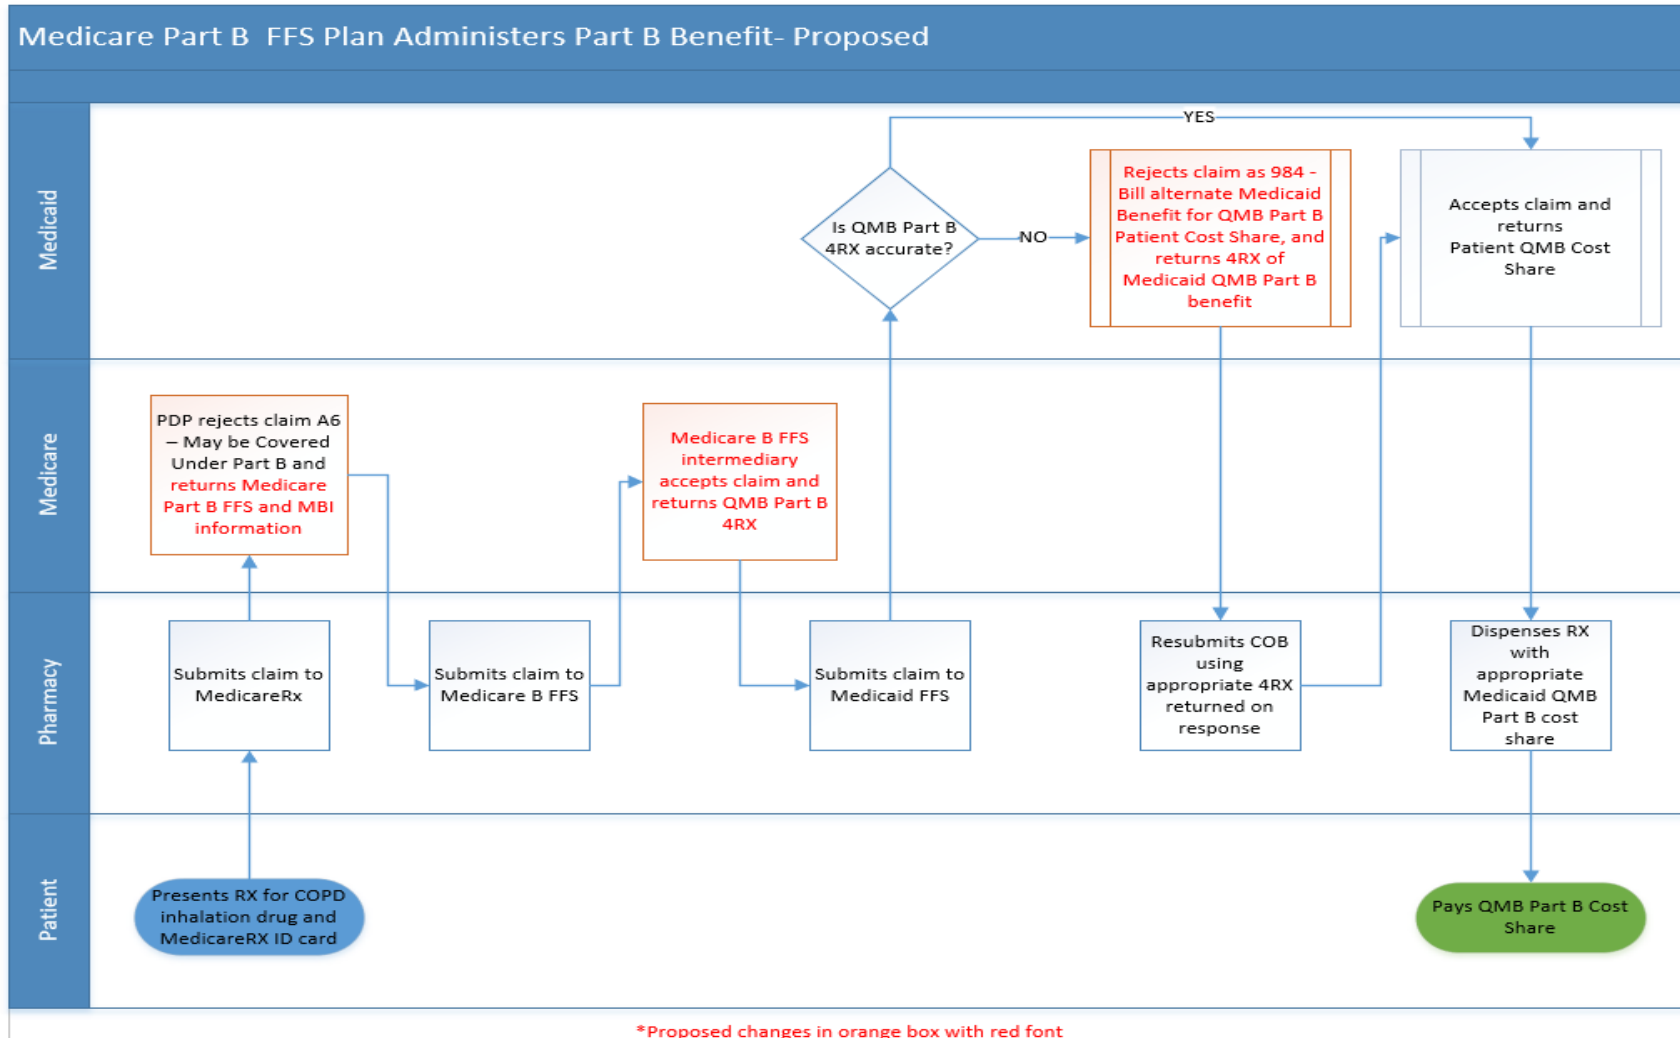 Medicare Part B  FFS Plan Administers Part B Benefit- Proposed
Medicaid
YES
Is QMB Part B
4RX accurate?
NO
Rejects claim as 984 -
Bill alternate Medicaid
Benefit for QMB Part B
Patient Cost Share, and
returns 4RX of
Medicaid QMB Part B
benefit
Accepts claim and
returns
Patient QMB Cost
Share
Medicare
PDP rejects claim A6
– May be Covered
Under Part B and
returns Medicare
Part B FFS and MBI
information
Medicare B FFS
intermediary
accepts claim and
returns QMB Part B
4RX
Pharmacy
Submits claim to
MedicareRx
Submits claim to
Medicare B FFS
Submits claim to
Medicaid FFS
Resubmits COB
using
appropriate 4RX
returned on
response
Dispenses RX
with
appropriate
Medicaid QMB
Part B cost
share
Patient
Presents RX for COPD
inhalation drug and
MedicareRX ID card
Pays QMB Part B Cost
Share
*Proposed changes in orange box with red font